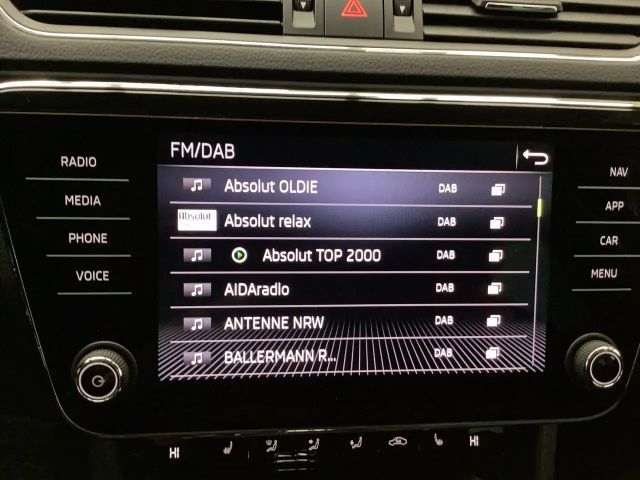 FM/DAB
RADIO
MEDIA
PHONE
VOICE
Absolut OLDIE DAB
Absolut
Absolut relax DAB
Absolut TOP 2000 DAB
AIDAradio DAB
ANTENNE NRW DAB
BALLERMANN R... DAB
NAV
APP
CAR
MENU
HI HI